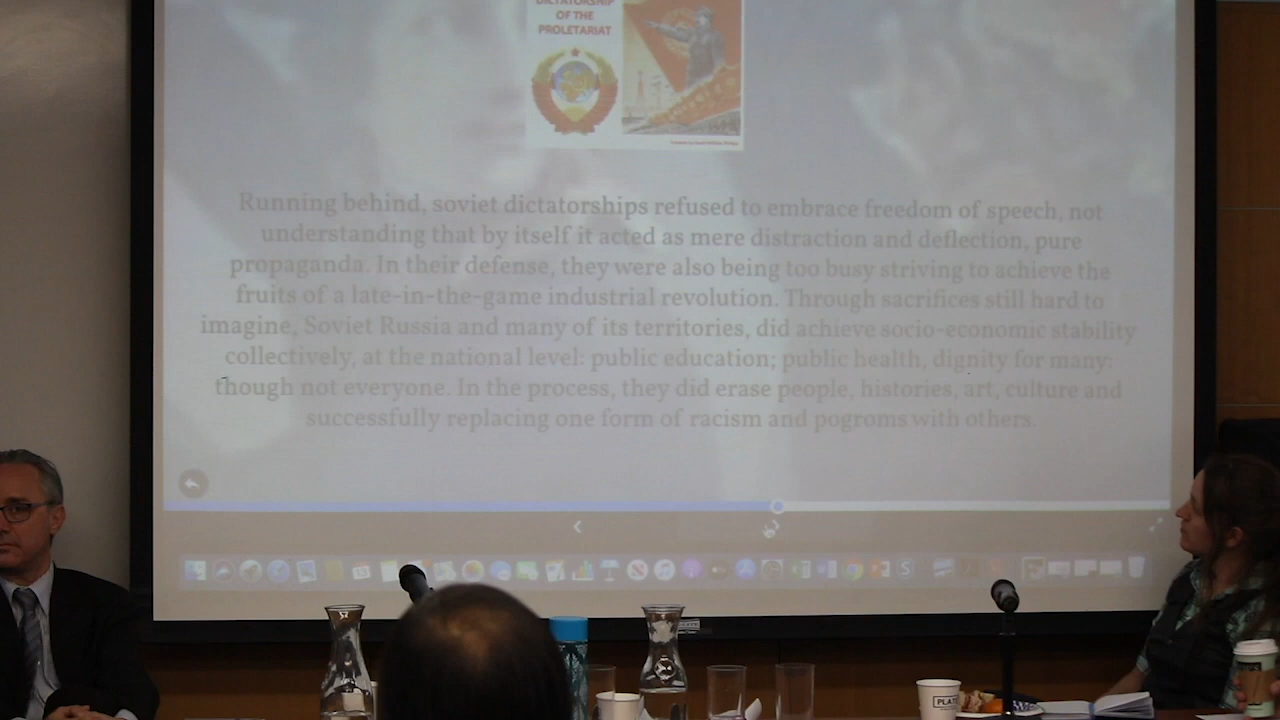 DICTATORSHIP
OF THE
PROLETARIAT
Running behind, soviet dictatorships refused to embrace freedom of speech, not
understanding that by itself it acted as mere distraction and deflection, pure
propaganda. In their defense, they were also being too busy striving to achieve the
fruits of a late-in-the-game industrial revolution. Through sacrifices still hard to
imagine, Soviet Russia and many of its territories, did achieve socio-economic stability
collectively, at the national level: public education; public health, dignity for many:
though not everyone. In the process, they did erase people, histories, art, culture and
successfully replacing one form of racism and pogroms with others.
PLATE